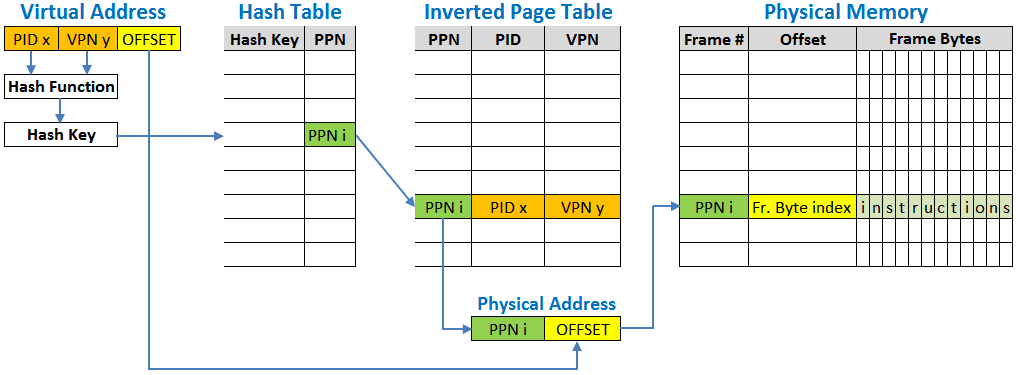 Virtual Address Hash Table Inverted Page Table Physical Memory
PID x VPN y OFFSET Hash Key PPN PPN PID VPN Frame # Offset Frame Bytes
Hash Function
Hash Key PPN i
PPN i PID x VPN y PPN i Fr. Byte index i n s t r u c t i o n s
Physical Address
PPN i OFFSET